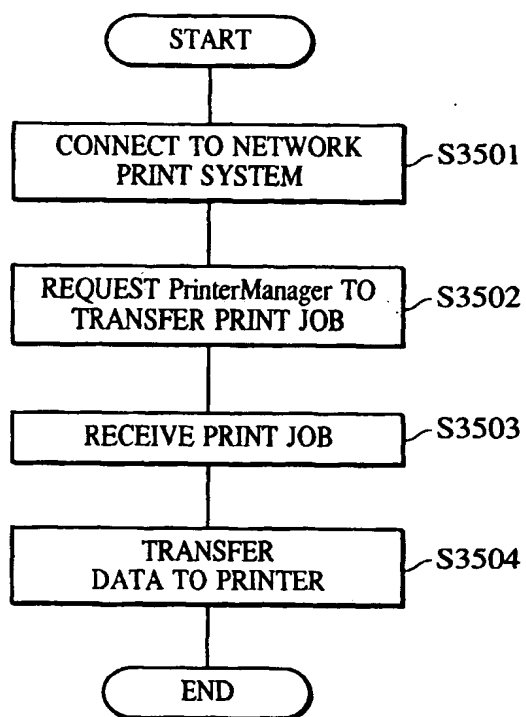 START
CONNECT TO NETWORK
PRINT SYSTEM
S3501
REQUEST PrinterManager TO
TRANSFER PRINT JOB
S3502
RECEIVE PRINT JOB
S3503
TRANSFER
DATA TO PRINTER
S3504
END